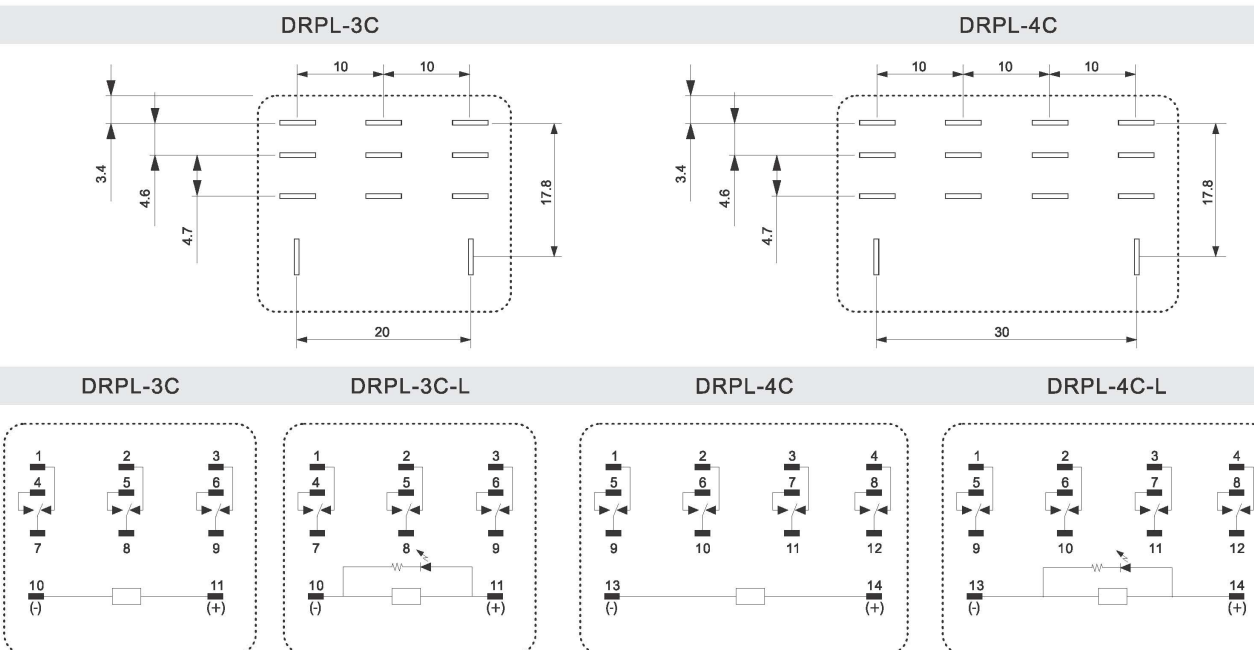 DRPL-3C DRPL-4C
10 10 10 10 10
3.4 4.6 4.7 17.8 3.4 4.6 4.7 17.8
20 30
DRPL-3C DRPL-3C-L DRPL-4C DRPL-4C-L
1 2 3 1 2 3 1 2 3 4 1 2 3 4
4 5 6 4 5 6 5 6 7 8 5 6 7 8
7 8 9 7 8 9 9 10 11 12 9 10 11 12
10 11 10 11 13 14 13 14
(-) (+) (-) (+) (-) (+) (-) (+)